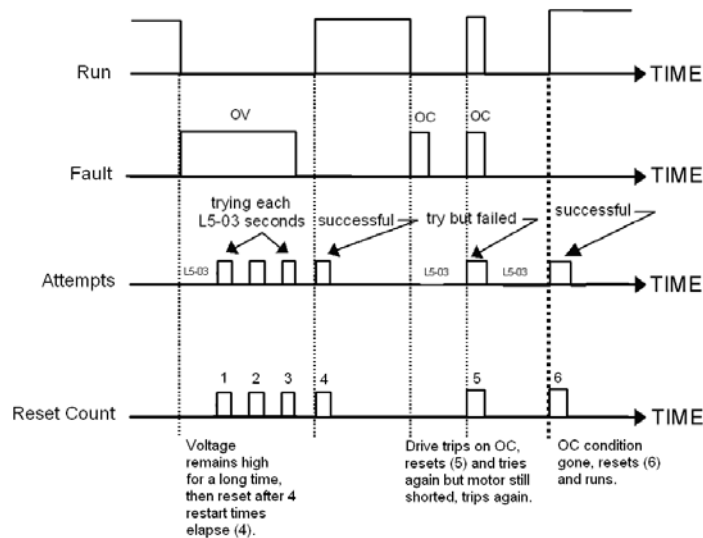 Run
TIME
OV
OC
OC
Fault
TIME
trying each
L5-03 seconds
successful
try but failed
successful
L5-03
L5-03
L5-03
Attempts
TIME
1
2
3
4
5
6
Reset Count
TIME
Voltage
remains high
for a long time,
then reset after 4
restart times
elapse (4).
Drive trips on OC,
resets (5) and tries
again but motor still
shorted, trips again.
OC condition
gone, resets (6)
and runs.